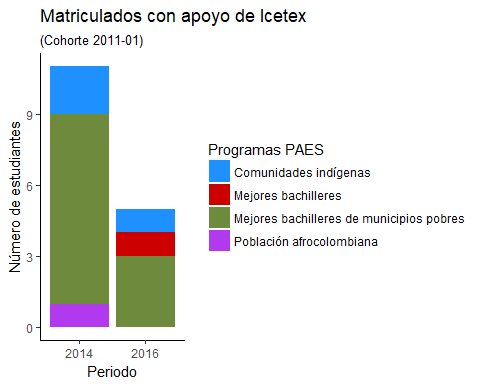 Matriculados con apoyo de Icetex
(Cohorte 2011-01)
Número de estudiantes
9
6
3
0
2014
2016
Periodo
Programas PAES
Comunidades indígenas
Mejores bachilleres
Mejores bachilleres de municipios pobres
Población afrocolombiana